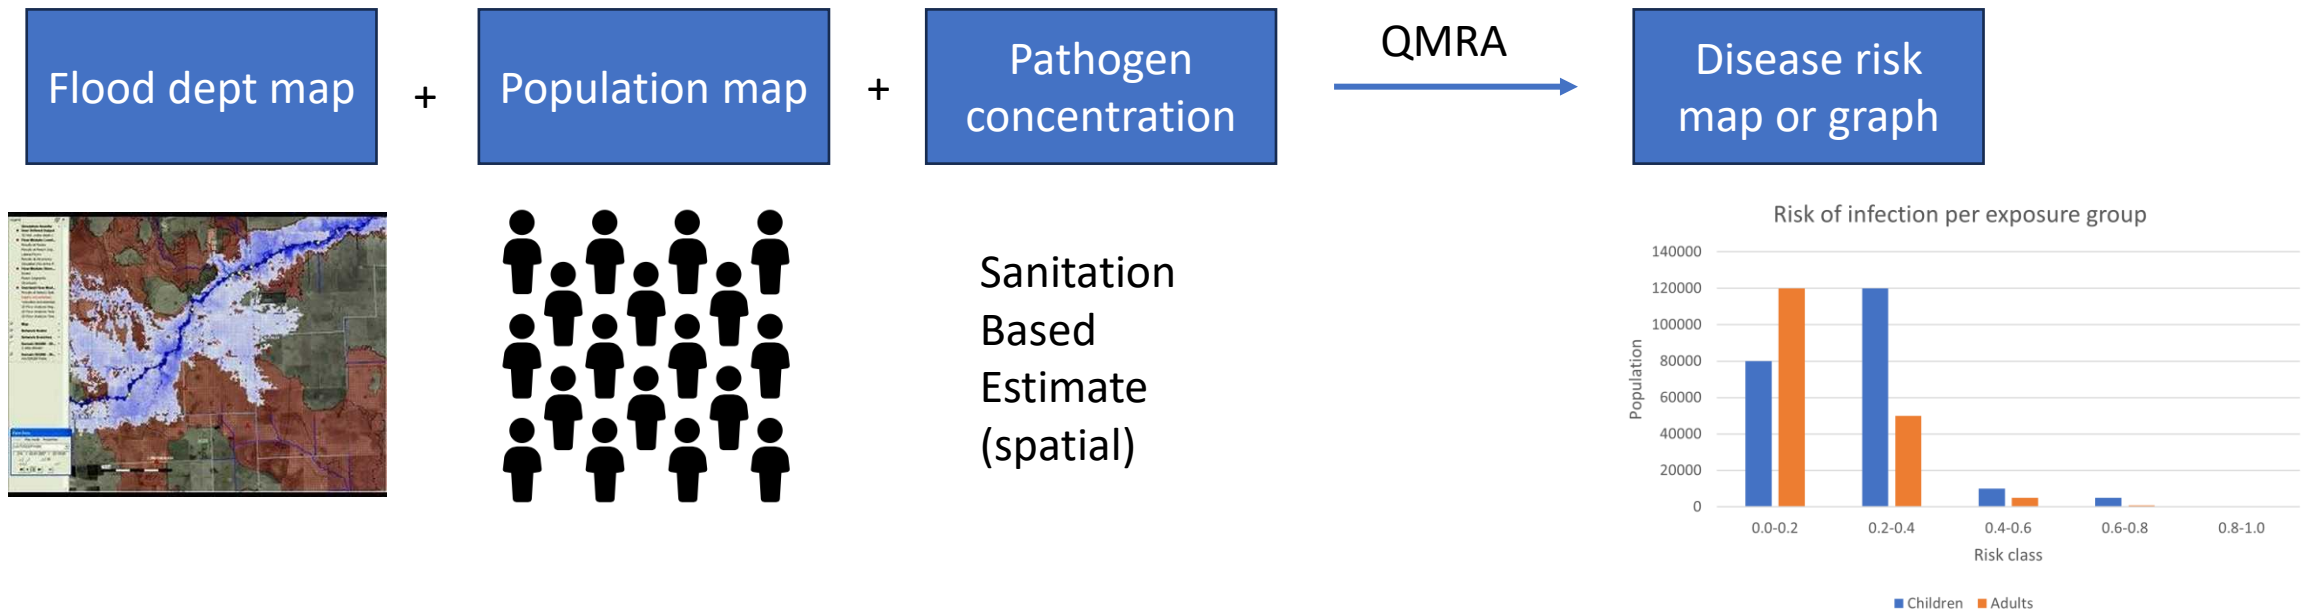 Flood dept map
+
Population map
+
Pathogen
concentration
QMRA
Disease risk
map or graph
Sanitation
Based
Estimate
(spatial)
Risk of infection per exposure group
140000
120000
100000
80000
60000
40000
20000
0
Population
0.0-0.2
0.2-0.4
0.4-0.6
0.6-0.8
0.8-1.0
Risk class
Children
Adults